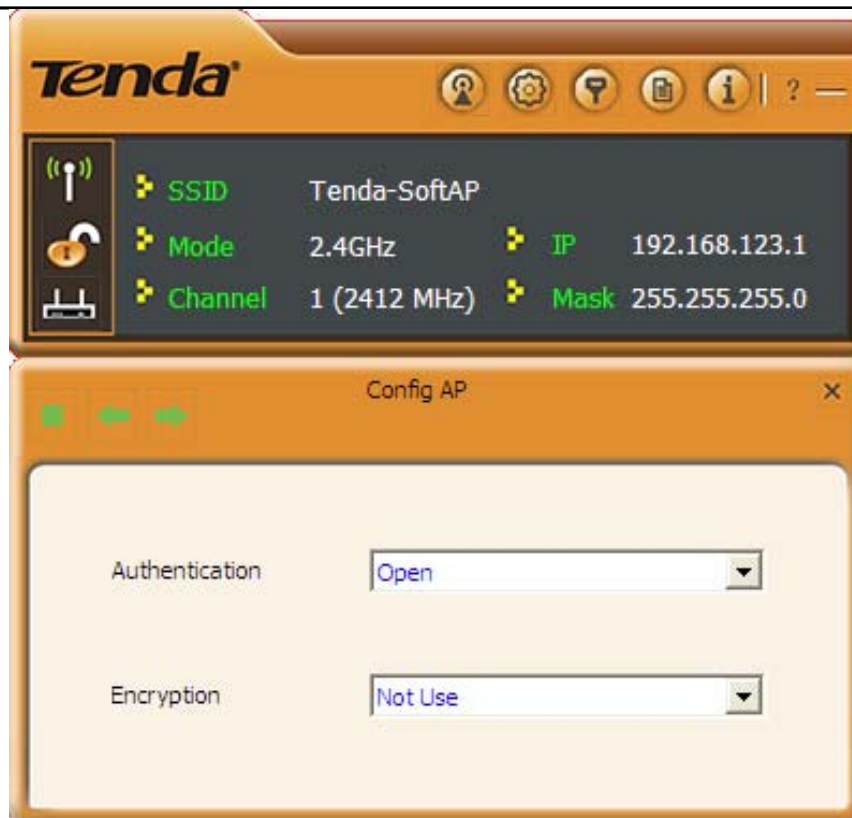 Tenda
?
SSID Tenda-SoftAP
Mode 2.4GHz IP 192.168.123.1
Channel 1 (2412 MHz) Mask 255.255.255.0
Config AP
Authentication Open
Encryption Not Use